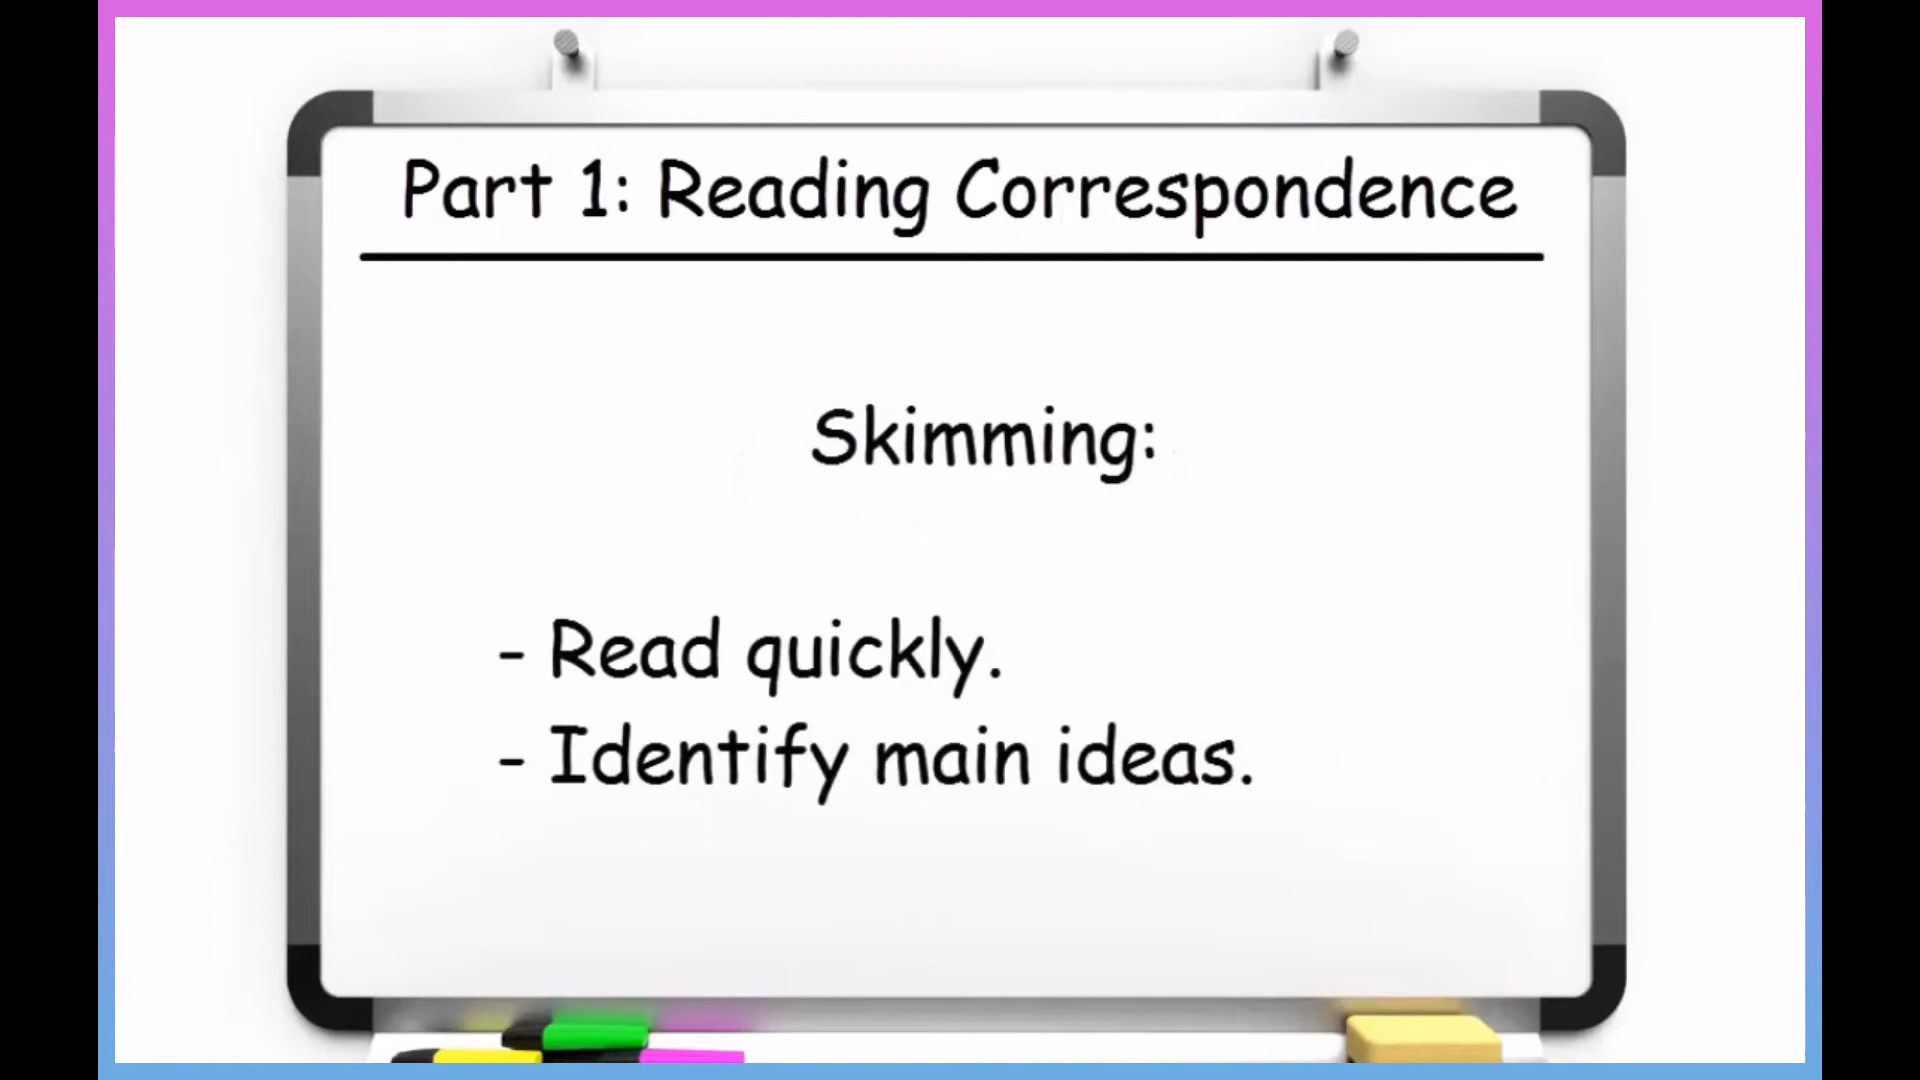 Part 1: Reading Correspondence
Skimming:
- Read quickly.
- Identify main ideas.